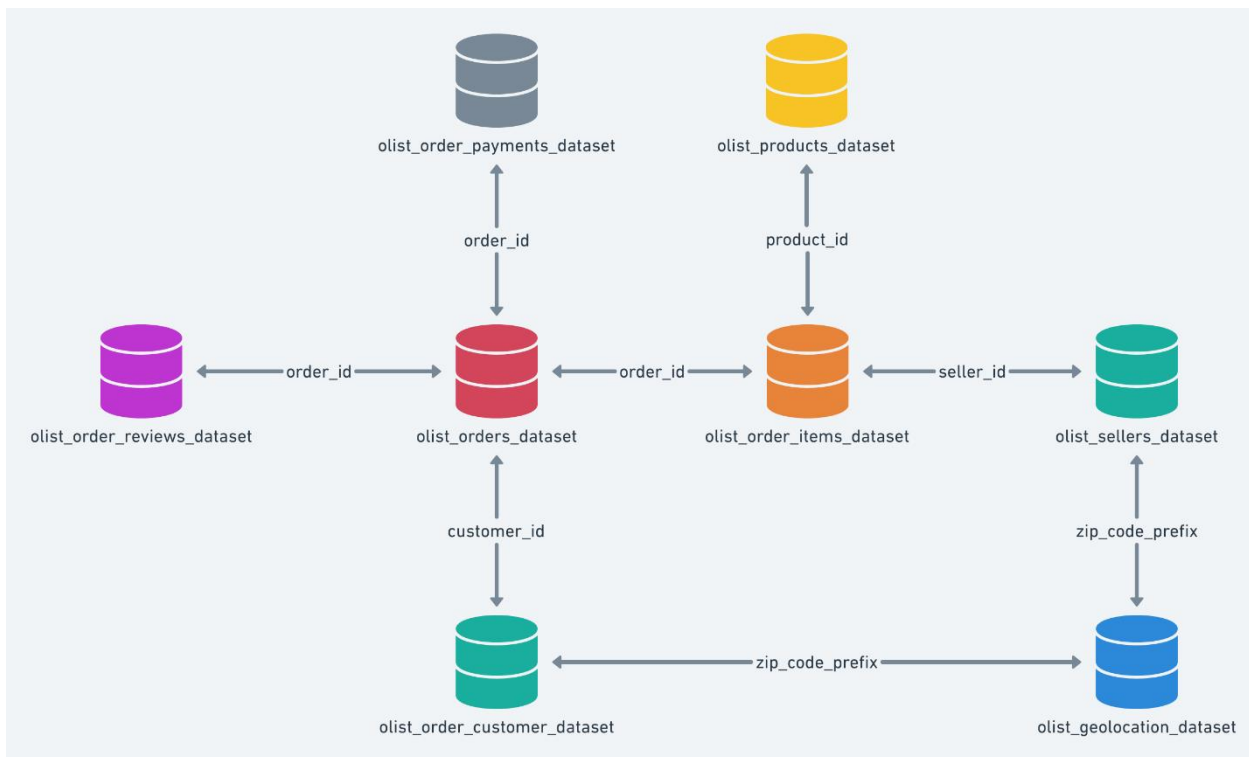 olist_order_payments_dataset
olist_products_dataset
order_id
product_id
order_id
order_id
seller_id
olist_order_reviews_dataset
olist_orders_dataset
olist_order_items_dataset
olist_sellers_dataset
customer_id
zip_code_prefix
zip_code_prefix
olist_order_customer_dataset
olist_geolocation_dataset